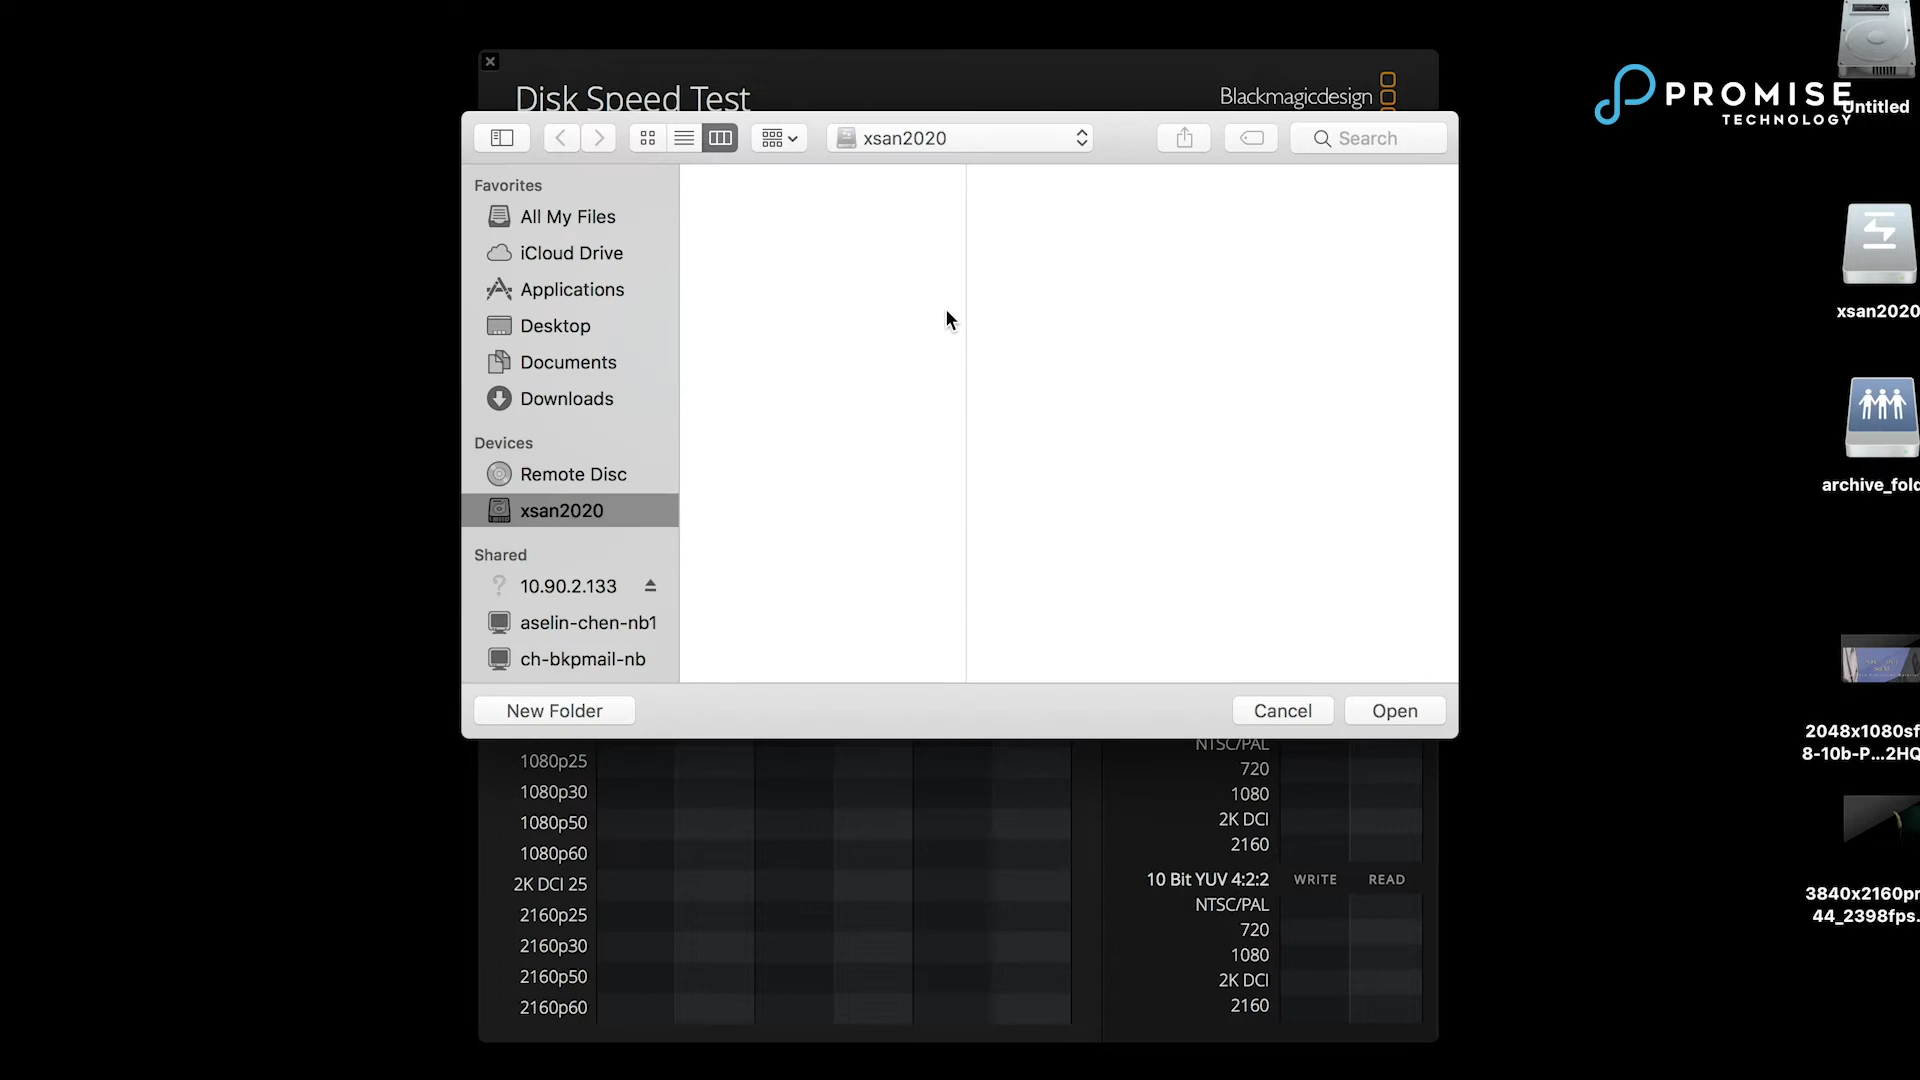 Disk Speed Test
Blackmagicdesign
PROMISE
TECHNOLOGY
Untitled
xsan2020
Search
Favorites
All My Files
iCloud Drive
Applications
Desktop
Documents
Downloads
Devices
Remote Disc
xsan2020
Shared
10.90.2.133
aselin-chen-nb1
ch-bkpmail-nb
New Folder
Cancel
Open
xsan2020
archive_fold
2048x1080sf
8-10b-P...2HQ
3840x2160pr
44_2398fps.
1080p25
1080p30
1080p50
1080p60
2K DCI 25
2160p25
2160p30
2160p50
2160p60
NTSC/PAL
720
1080
2K DCI
2160
10 Bit YUV 4:2:2 WRITE READ
NTSC/PAL
720
1080
2K DCI
2160